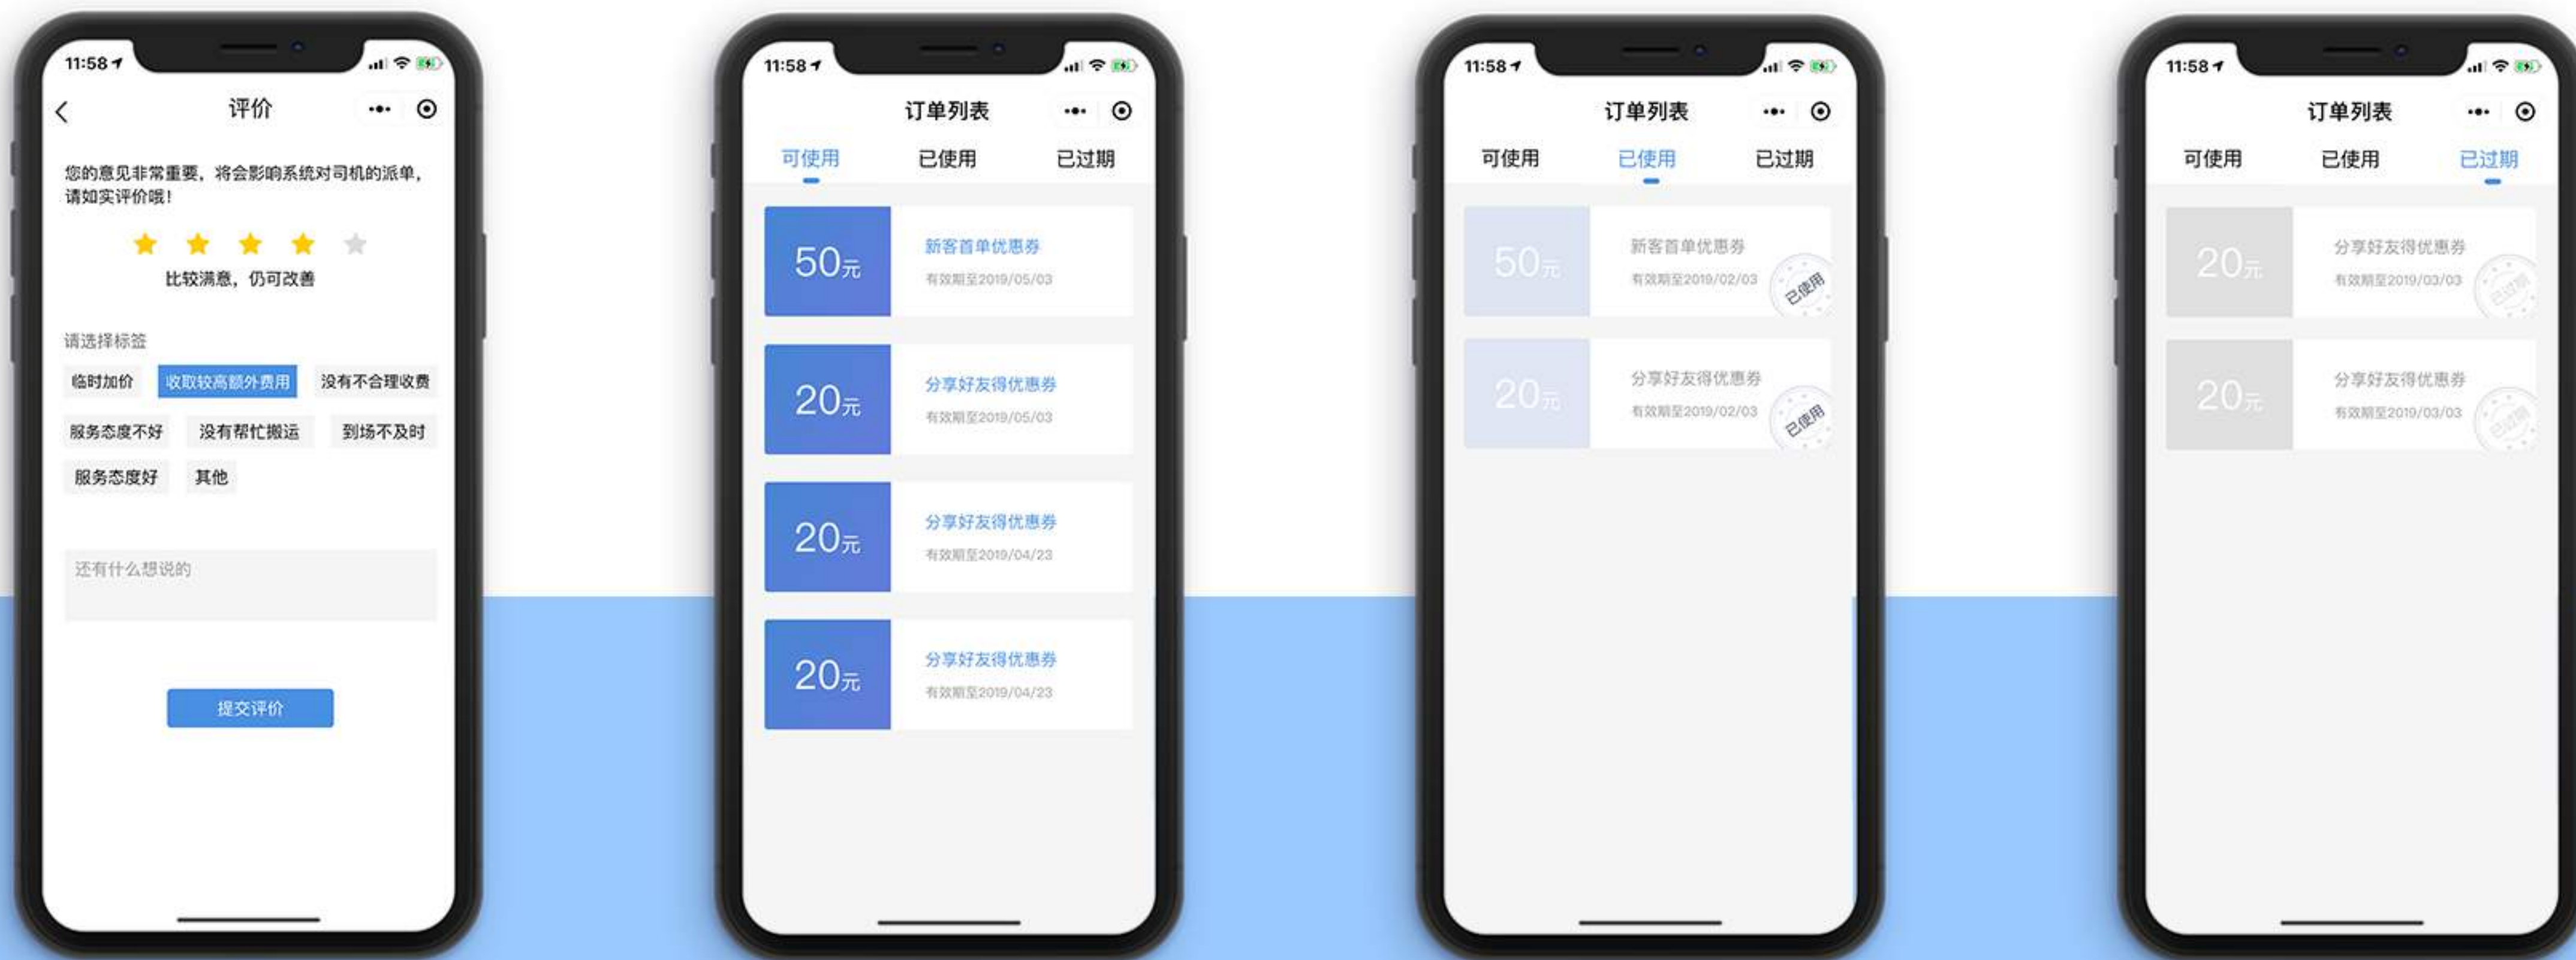 11:58
评价
您的意见非常重要，将会影响系统对司机的派单，
请如实评价哦！
比较满意，仍可改善
请选择标签
临时加价 收取较高额外费用 没有不合理收费
服务态度不好 没有帮忙搬运 到场不及时
服务态度好 其他
还有什么想说的
提交评价
11:58
订单列表
可使用 已使用 已过期
50元
新客首单优惠券
有效期至2019/05/03
20元
分享好友得优惠券
有效期至2019/05/03
20元
分享好友得优惠券
有效期至2019/04/23
20元
分享好友得优惠券
有效期至2019/04/23
11:58
订单列表
可使用 已使用 已过期
50元
新客首单优惠券
有效期至2019/02/03
已使用
20元
分享好友得优惠券
有效期至2019/02/03
已使用
11:58
订单列表
可使用 已使用 已过期
20元
分享好友得优惠券
有效期至2019/03/03
已过期
20元
分享好友得优惠券
有效期至2019/03/03
已过期